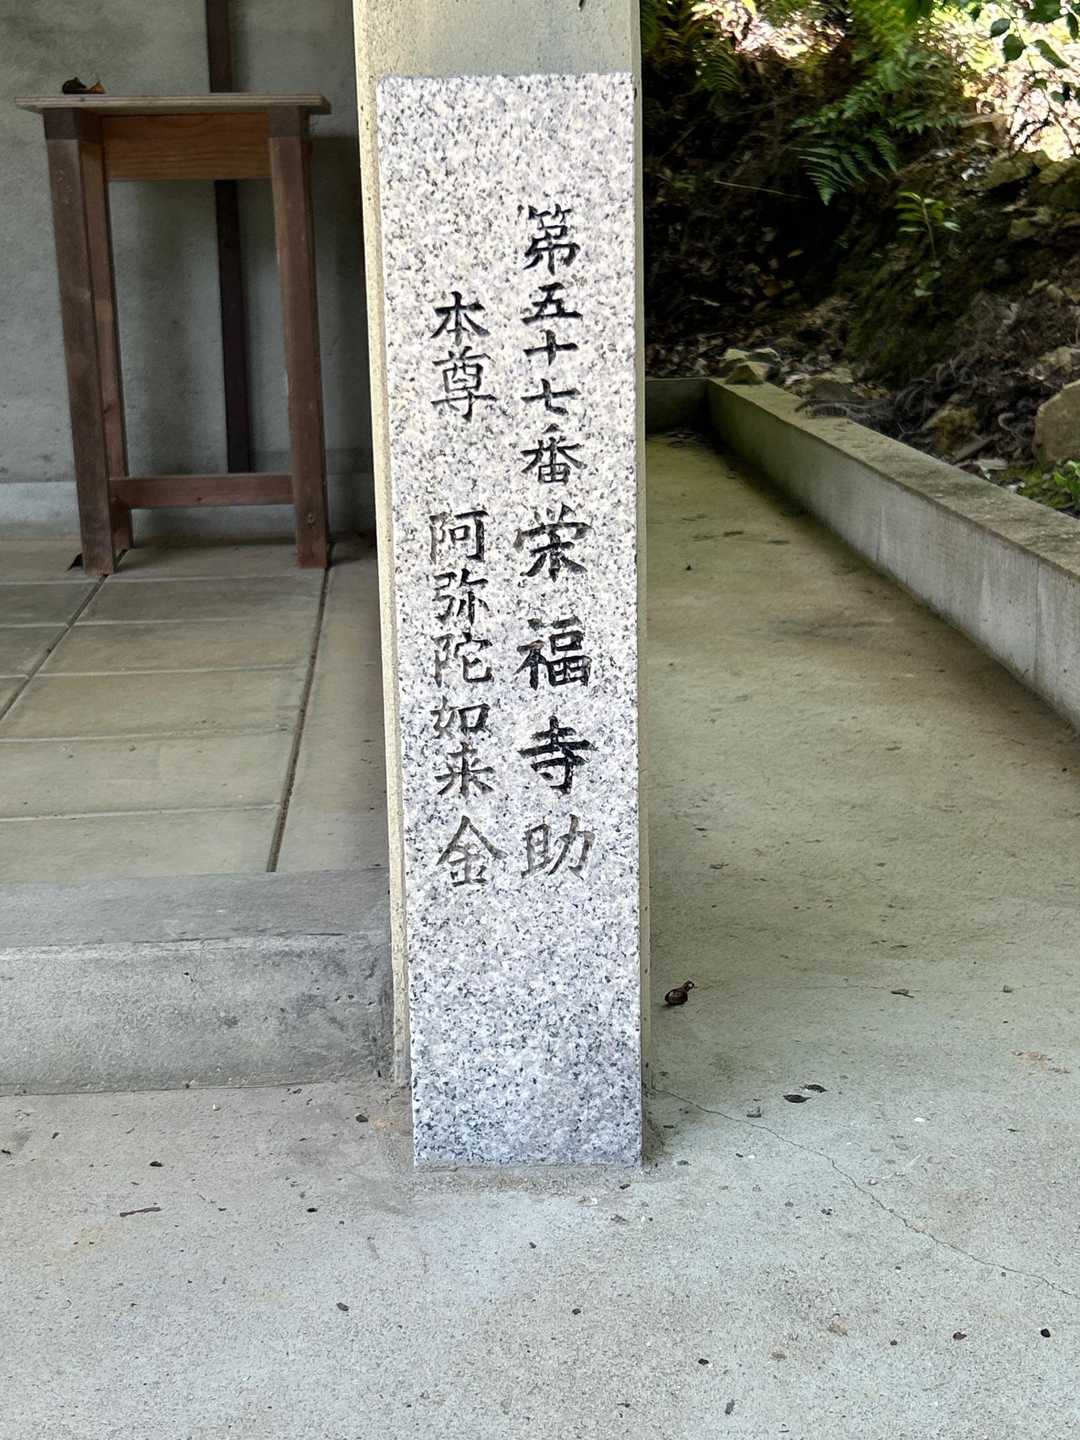 第五十七番栄福寺助
本尊 阿弥陀如来金